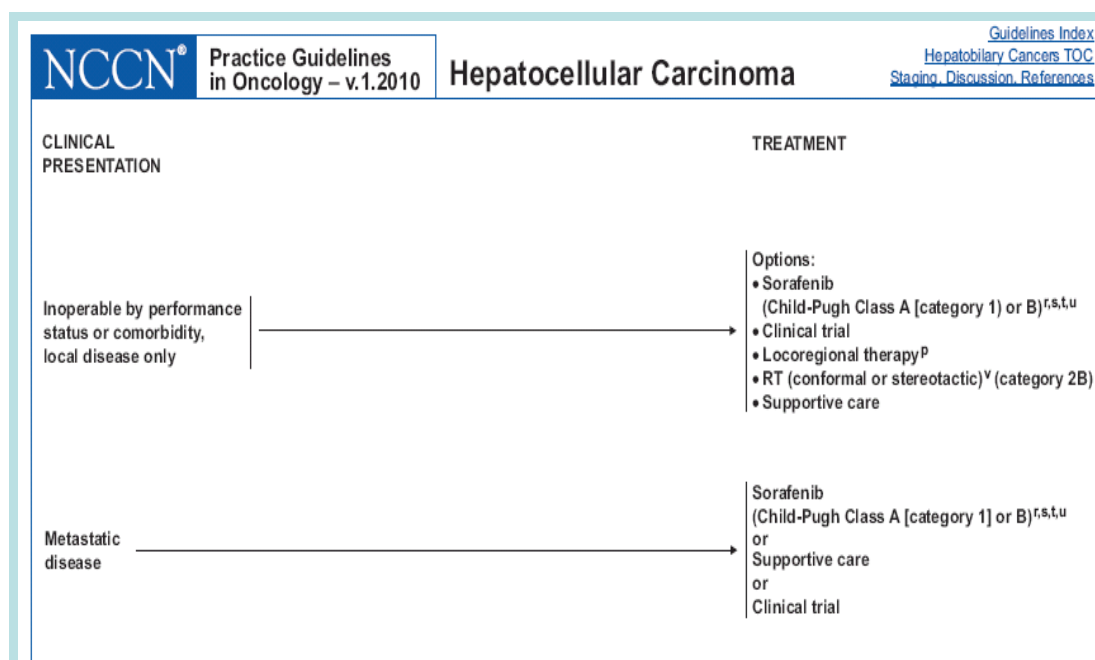 NCCN®
Practice Guidelines
in Oncology – v.1.2010
Hepatocellular Carcinoma
Guidelines Index
Hepatobilary Cancers TOC
Staging, Discussion, References
CLINICAL
PRESENTATION
TREATMENT
Inoperable by performance
status or comorbidity,
local disease only
Options:
• Sorafenib
(Child-Pugh Class A [category 1) or B)r,s,t,u
• Clinical trial
• Locoregional therapyp
• RT (conformal or stereotactic)v (category 2B)
• Supportive care
Metastatic
disease
Sorafenib
(Child-Pugh Class A [category 1] or B)r,s,t,u
or
Supportive care
or
Clinical trial